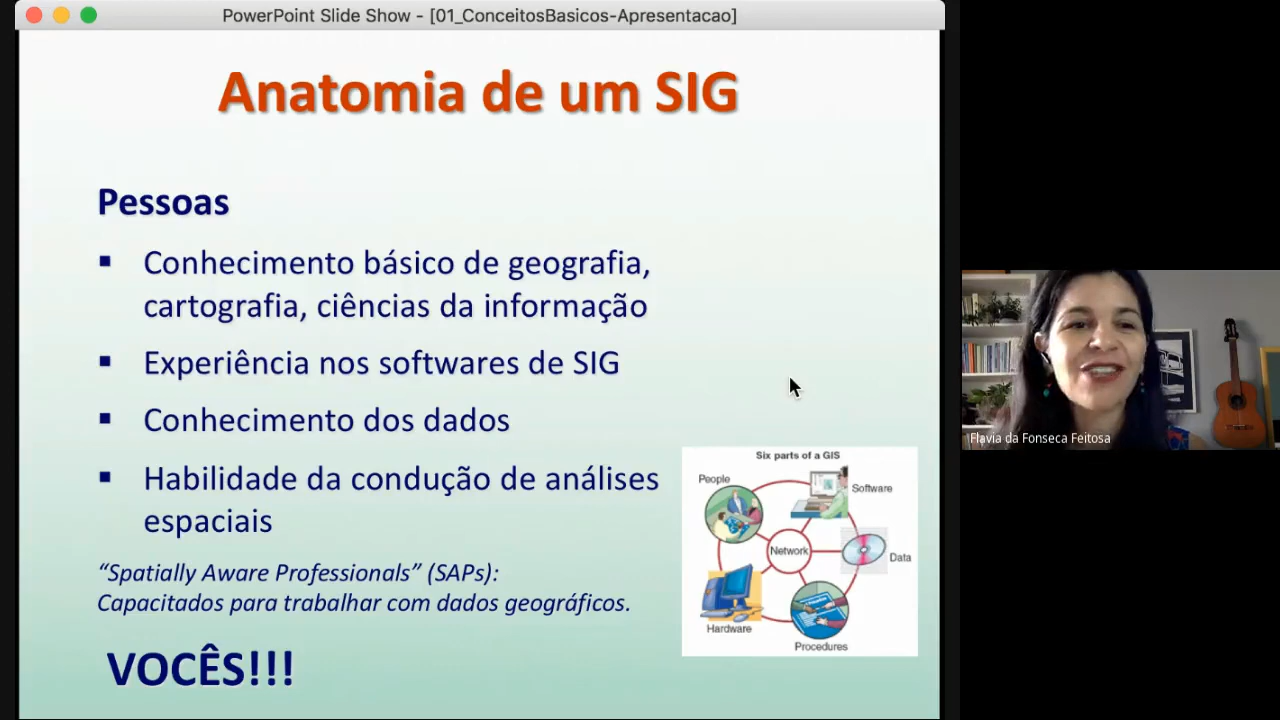 PowerPoint Slide Show - [01_ConceitosBasicos-Apresentacao]
Anatomia de um SIG
Pessoas
▪ Conhecimento básico de geografia,
cartografia, ciências da informação
▪ Experiência nos softwares de SIG
▪ Conhecimento dos dados
▪ Habilidade da condução de análises
espaciais
“Spatially Aware Professionals” (SAPs):
Capacitados para trabalhar com dados geográficos.
VOCÊS!!!
Six parts of a GIS
People
Software
Network
Data
Hardware
Procedures
Flavia da Fonseca Feitosa